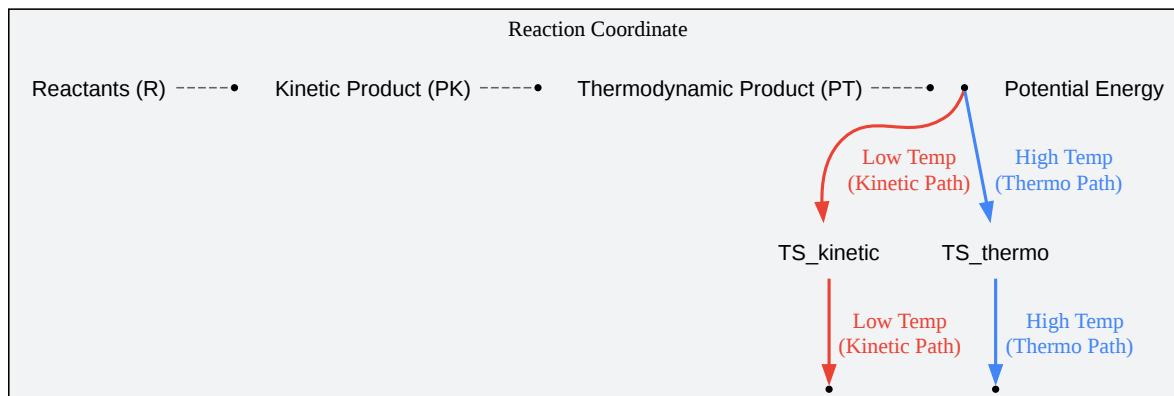 Reaction Coordinate
Reactants (R)
Kinetic Product (PK)
Thermodynamic Product (PT)
Potential Energy
Low Temp
(Kinetic Path)
High Temp
(Thermo Path)
TS_kinetic
TS_thermo
Low Temp
(Kinetic Path)
High Temp
(Thermo Path)